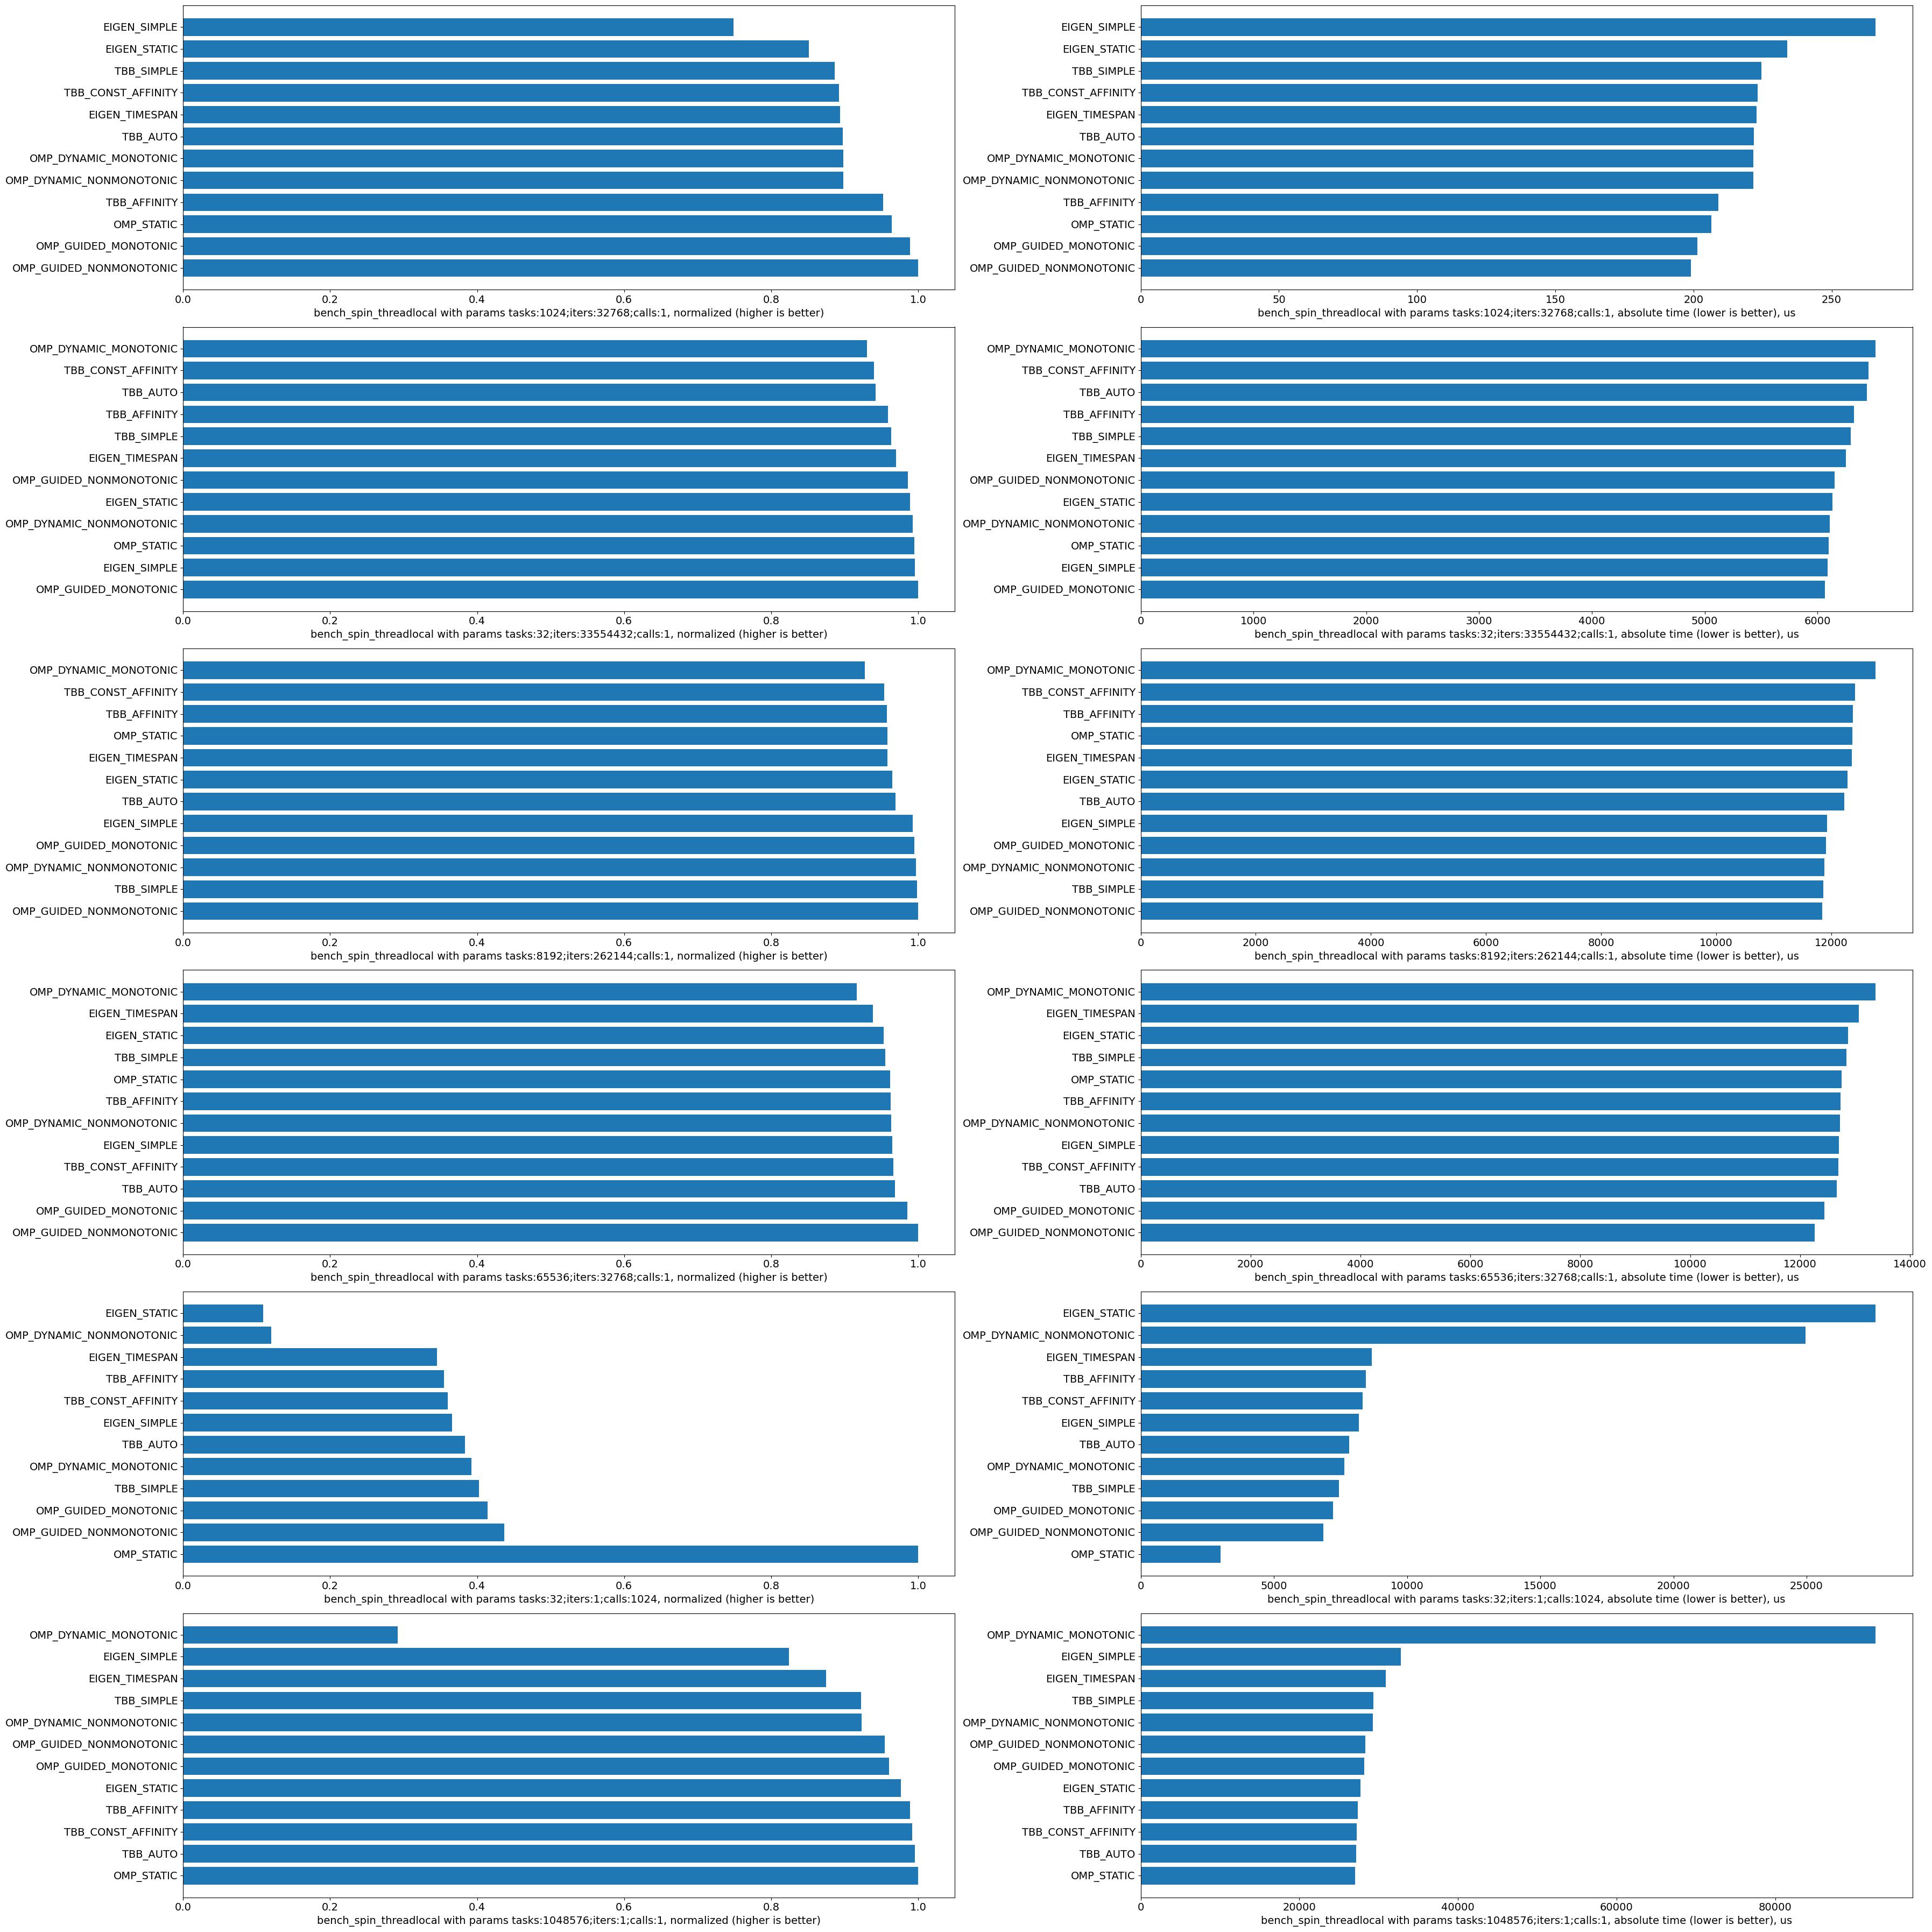 EIGEN_SIMPLE
EIGEN_STATIC
TBB_SIMPLE
TBB_CONST_AFFINITY
EIGEN_TIMESPAN
TBB_AUTO
OMP_DYNAMIC_MONOTONIC
OMP_DYNAMIC_NONMONOTONIC
TBB_AFFINITY
OMP_STATIC
OMP_GUIDED_MONOTONIC
OMP_GUIDED_NONMONOTONIC
0.0 0.2 0.4 0.6 0.8 1.0
bench_spin_threadlocal with params tasks:1024;iters:32768;calls:1, normalized (higher is better)
EIGEN_SIMPLE
EIGEN_STATIC
TBB_SIMPLE
TBB_CONST_AFFINITY
EIGEN_TIMESPAN
TBB_AUTO
OMP_DYNAMIC_MONOTONIC
OMP_DYNAMIC_NONMONOTONIC
TBB_AFFINITY
OMP_STATIC
OMP_GUIDED_MONOTONIC
OMP_GUIDED_NONMONOTONIC
0 50 100 150 200 250
bench_spin_threadlocal with params tasks:1024;iters:32768;calls:1, absolute time (lower is better), us
OMP_DYNAMIC_MONOTONIC
TBB_CONST_AFFINITY
TBB_AUTO
TBB_AFFINITY
TBB_SIMPLE
EIGEN_TIMESPAN
OMP_GUIDED_NONMONOTONIC
EIGEN_STATIC
OMP_DYNAMIC_NONMONOTONIC
OMP_STATIC
EIGEN_SIMPLE
OMP_GUIDED_MONOTONIC
0.0 0.2 0.4 0.6 0.8 1.0
bench_spin_threadlocal with params tasks:32;iters:33554432;calls:1, normalized (higher is better)
OMP_DYNAMIC_MONOTONIC
TBB_CONST_AFFINITY
TBB_AUTO
TBB_AFFINITY
TBB_SIMPLE
EIGEN_TIMESPAN
OMP_GUIDED_NONMONOTONIC
EIGEN_STATIC
OMP_DYNAMIC_NONMONOTONIC
OMP_STATIC
EIGEN_SIMPLE
OMP_GUIDED_MONOTONIC
0 1000 2000 3000 4000 5000 6000
bench_spin_threadlocal with params tasks:32;iters:33554432;calls:1, absolute time (lower is better), us
OMP_DYNAMIC_MONOTONIC
TBB_CONST_AFFINITY
TBB_AFFINITY
OMP_STATIC
EIGEN_TIMESPAN
EIGEN_STATIC
TBB_AUTO
EIGEN_SIMPLE
OMP_GUIDED_MONOTONIC
OMP_DYNAMIC_NONMONOTONIC
TBB_SIMPLE
OMP_GUIDED_NONMONOTONIC
0.0 0.2 0.4 0.6 0.8 1.0
bench_spin_threadlocal with params tasks:8192;iters:262144;calls:1, normalized (higher is better)
OMP_DYNAMIC_MONOTONIC
TBB_CONST_AFFINITY
TBB_AFFINITY
OMP_STATIC
EIGEN_TIMESPAN
EIGEN_STATIC
TBB_AUTO
EIGEN_SIMPLE
OMP_GUIDED_MONOTONIC
OMP_DYNAMIC_NONMONOTONIC
TBB_SIMPLE
OMP_GUIDED_NONMONOTONIC
0 2000 4000 6000 8000 10000 12000
bench_spin_threadlocal with params tasks:8192;iters:262144;calls:1, absolute time (lower is better), us
OMP_DYNAMIC_MONOTONIC
EIGEN_TIMESPAN
EIGEN_STATIC
TBB_SIMPLE
OMP_STATIC
TBB_AFFINITY
OMP_DYNAMIC_NONMONOTONIC
EIGEN_SIMPLE
TBB_CONST_AFFINITY
TBB_AUTO
OMP_GUIDED_MONOTONIC
OMP_GUIDED_NONMONOTONIC
0.0 0.2 0.4 0.6 0.8 1.0
bench_spin_threadlocal with params tasks:65536;iters:32768;calls:1, normalized (higher is better)
OMP_DYNAMIC_MONOTONIC
EIGEN_TIMESPAN
EIGEN_STATIC
TBB_SIMPLE
OMP_STATIC
TBB_AFFINITY
OMP_DYNAMIC_NONMONOTONIC
EIGEN_SIMPLE
TBB_CONST_AFFINITY
TBB_AUTO
OMP_GUIDED_MONOTONIC
OMP_GUIDED_NONMONOTONIC
0 2000 4000 6000 8000 10000 12000 14000
bench_spin_threadlocal with params tasks:65536;iters:32768;calls:1, absolute time (lower is better), us
EIGEN_STATIC
OMP_DYNAMIC_NONMONOTONIC
EIGEN_TIMESPAN
TBB_AFFINITY
TBB_CONST_AFFINITY
EIGEN_SIMPLE
TBB_AUTO
OMP_DYNAMIC_MONOTONIC
TBB_SIMPLE
OMP_GUIDED_MONOTONIC
OMP_GUIDED_NONMONOTONIC
OMP_STATIC
0.0 0.2 0.4 0.6 0.8 1.0
bench_spin_threadlocal with params tasks:32;iters:1;calls:1024, normalized (higher is better)
EIGEN_STATIC
OMP_DYNAMIC_NONMONOTONIC
EIGEN_TIMESPAN
TBB_AFFINITY
TBB_CONST_AFFINITY
EIGEN_SIMPLE
TBB_AUTO
OMP_DYNAMIC_MONOTONIC
TBB_SIMPLE
OMP_GUIDED_MONOTONIC
OMP_GUIDED_NONMONOTONIC
OMP_STATIC
0 5000 10000 15000 20000 25000
bench_spin_threadlocal with params tasks:32;iters:1;calls:1024, absolute time (lower is better), us
OMP_DYNAMIC_MONOTONIC
EIGEN_SIMPLE
EIGEN_TIMESPAN
TBB_SIMPLE
OMP_DYNAMIC_NONMONOTONIC
OMP_GUIDED_NONMONOTONIC
OMP_GUIDED_MONOTONIC
EIGEN_STATIC
TBB_AFFINITY
TBB_CONST_AFFINITY
TBB_AUTO
OMP_STATIC
0.0 0.2 0.4 0.6 0.8 1.0
bench_spin_threadlocal with params tasks:1048576;iters:1;calls:1, normalized (higher is better)
OMP_DYNAMIC_MONOTONIC
EIGEN_SIMPLE
EIGEN_TIMESPAN
TBB_SIMPLE
OMP_DYNAMIC_NONMONOTONIC
OMP_GUIDED_NONMONOTONIC
OMP_GUIDED_MONOTONIC
EIGEN_STATIC
TBB_AFFINITY
TBB_CONST_AFFINITY
TBB_AUTO
OMP_STATIC
0 20000 40000 60000 80000
bench_spin_threadlocal with params tasks:1048576;iters:1;calls:1, absolute time (lower is better), us